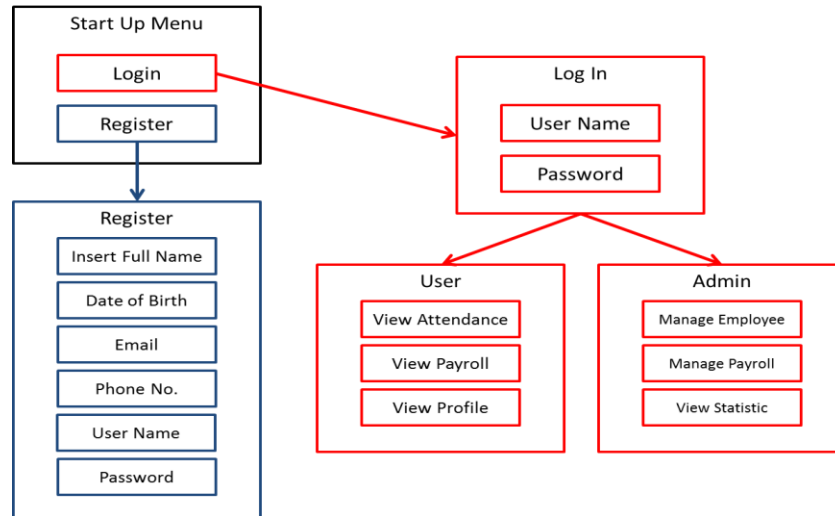 Start Up Menu
Login
Register
Register
Insert Full Name
Date of Birth
Email
Phone No.
User Name
Password
Log In
User Name
Password
User
View Attendance
View Payroll
View Profile
Admin
Manage Employee
Manage Payroll
View Statistic